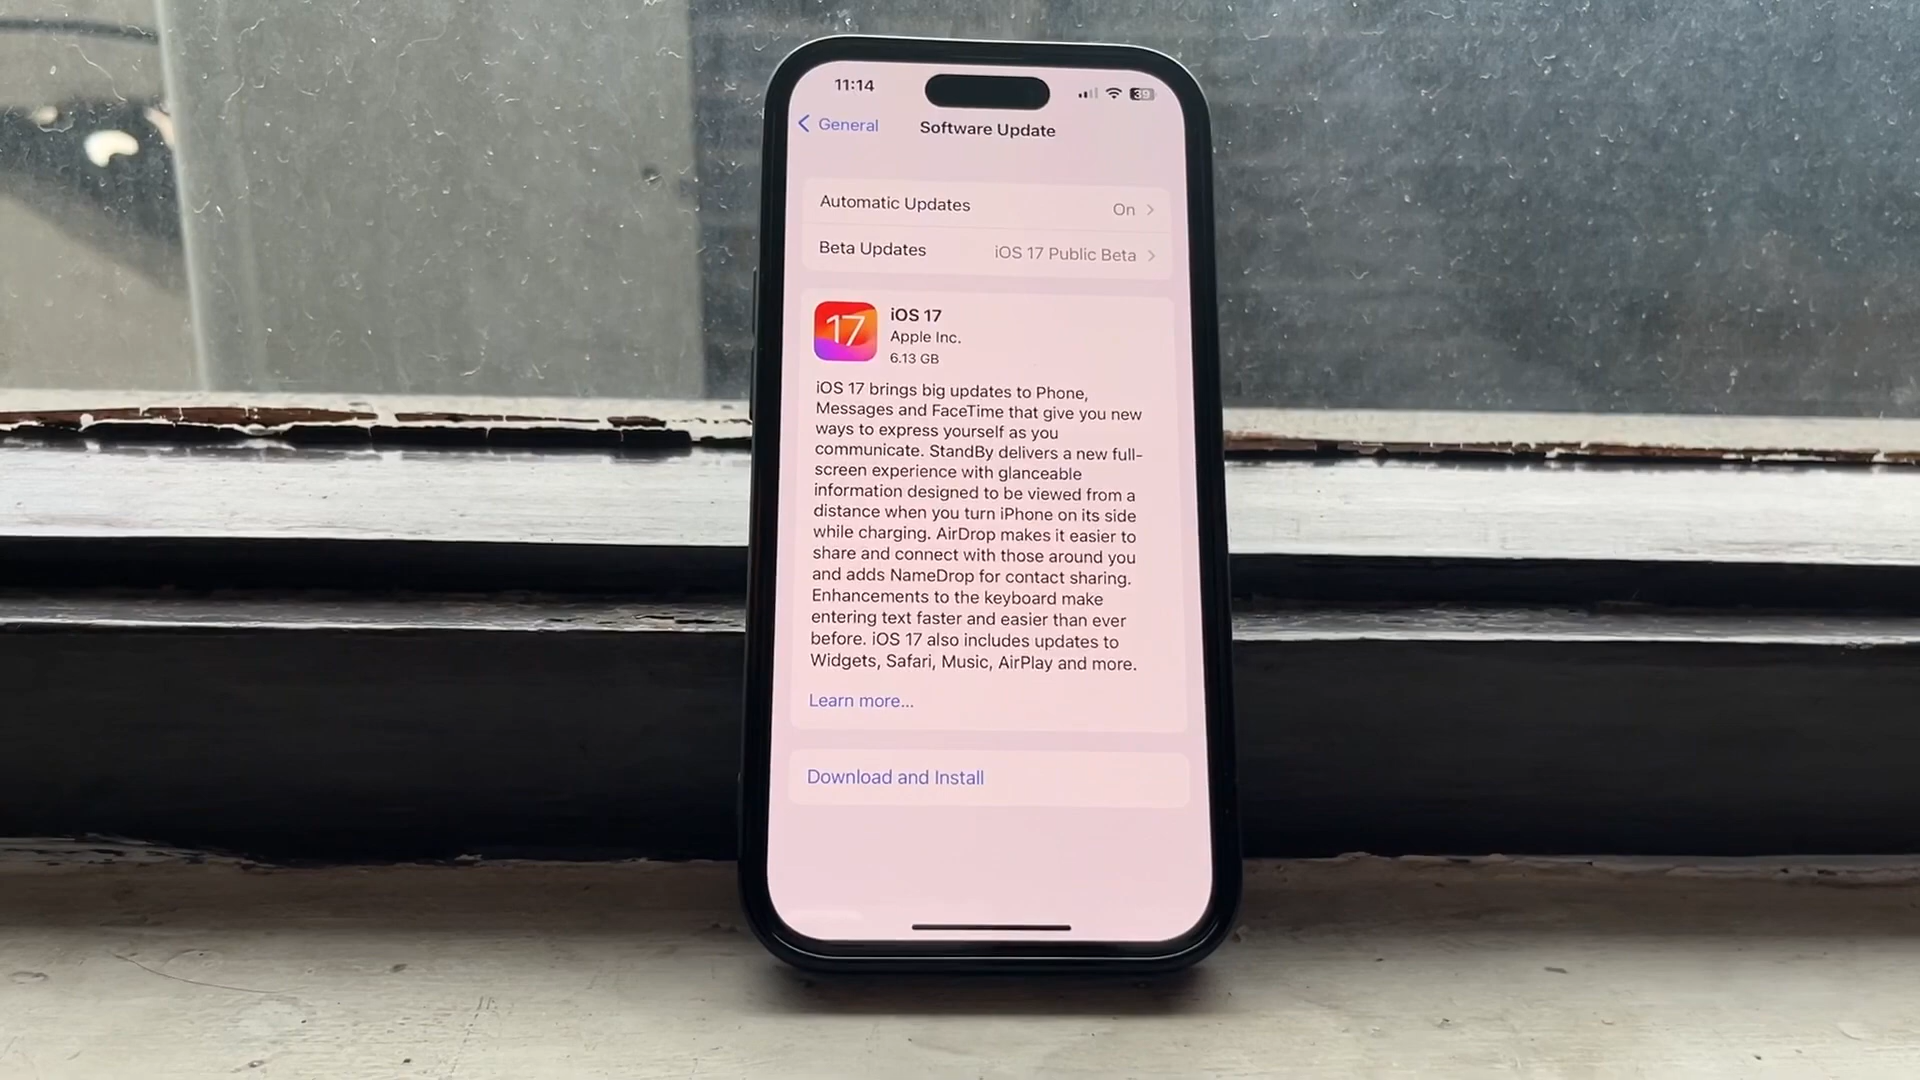 11:14
39
General
Software Update
Automatic Updates On
Beta Updates iOS 17 Public Beta
17
iOS 17
Apple Inc.
6.13 GB
iOS 17 brings big updates to Phone,
Messages and FaceTime that give you new
ways to express yourself as you
communicate. StandBy delivers a new full-
screen experience with glanceable
information designed to be viewed from a
distance when you turn iPhone on its side
while charging. AirDrop makes it easier to
share and connect with those around you
and adds NameDrop for contact sharing.
Enhancements to the keyboard make
entering text faster and easier than ever
before. iOS 17 also includes updates to
Widgets, Safari, Music, AirPlay and more.
Learn more...
Download and Install